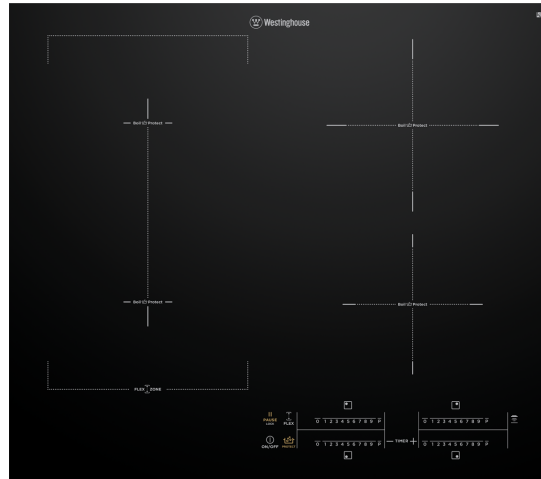 Westinghouse
Boil Protect
Boil Protect
Boil Protect
Boil Protect
FLEX ZONE
PAUSE
LOCK
FLEX
0 1 2 3 4 5 6 7 8 9 P
0 1 2 3 4 5 6 7 8 9 P
ON/OFF
PROTECT
0 1 2 3 4 5 6 7 8 9 P
TIMER
0 1 2 3 4 5 6 7 8 9 P